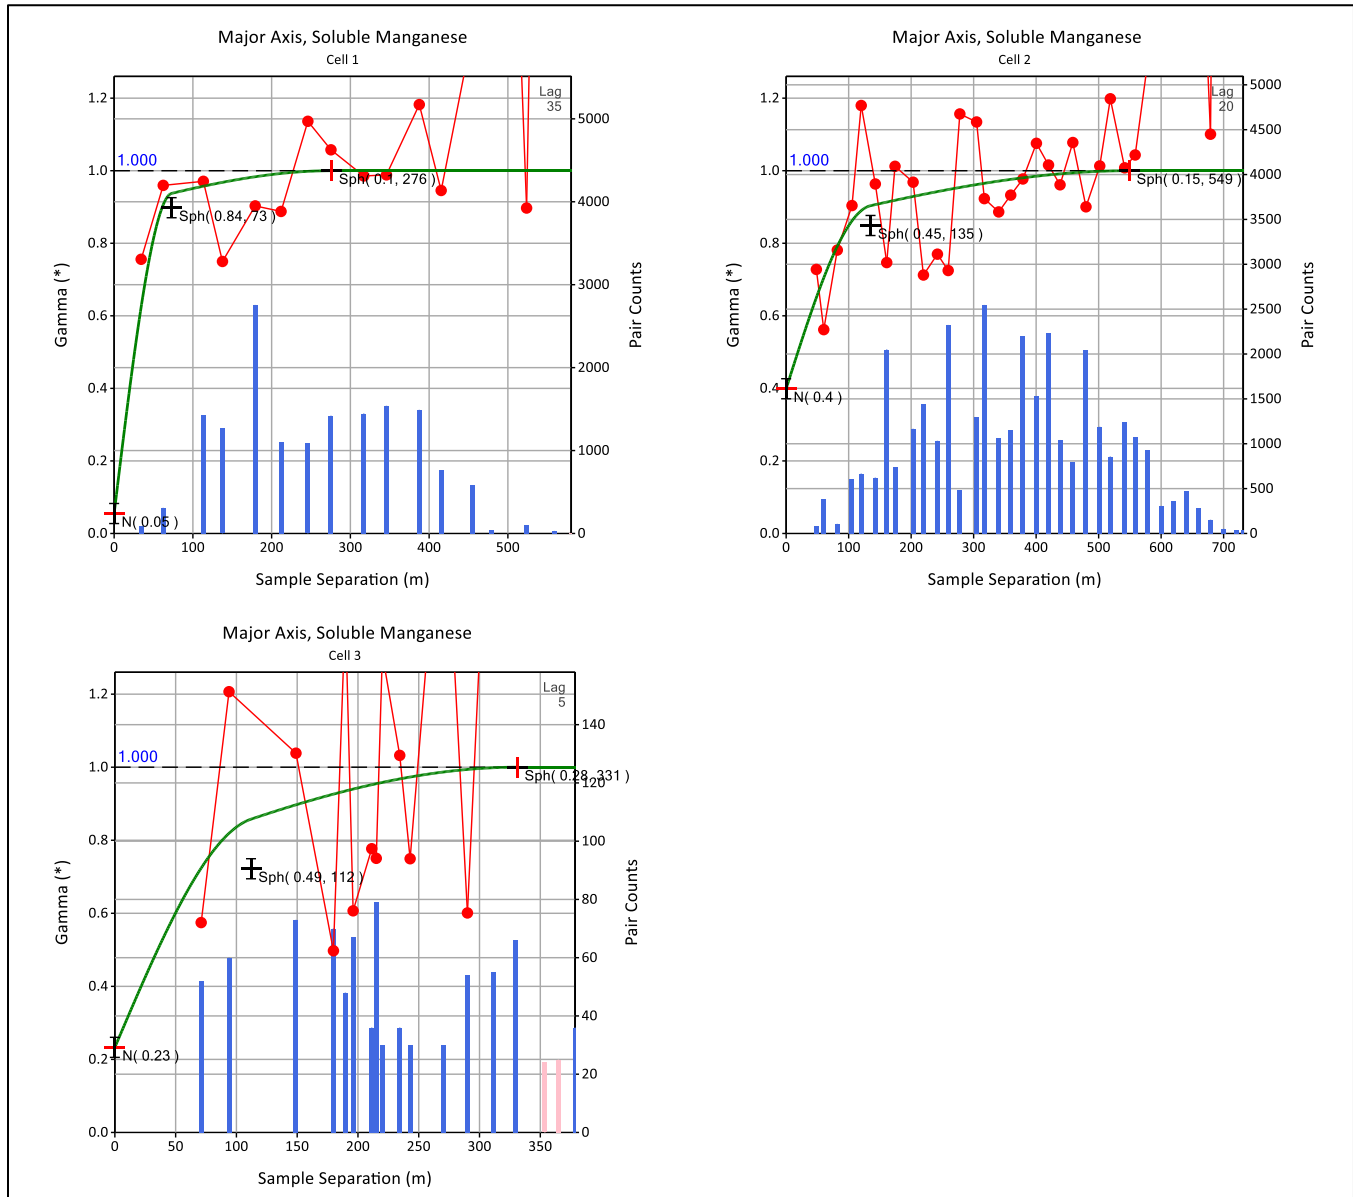 Major Axis, Soluble Manganese
Cell 1
Lag
35
1.000
Sph( 0.1, 276 )
Sph( 0.84, 73 )
N( 0.05 )
Gamma (*)
0.0
0.2
0.4
0.6
0.8
1.0
1.2
0
100
200
300
400
500
Sample Separation (m)
0
1000
2000
3000
4000
5000
Pair Counts
Major Axis, Soluble Manganese
Cell 2
Lag
20
1.000
Sph( 0.15, 549 )
Sph( 0.45, 135 )
N( 0.4 )
Gamma (*)
0.0
0.2
0.4
0.6
0.8
1.0
1.2
0
100
200
300
400
500
600
700
Sample Separation (m)
0
500
1000
1500
2000
2500
3000
3500
4000
4500
5000
Pair Counts
Major Axis, Soluble Manganese
Cell 3
Lag
5
1.000
Sph( 0.28, 331 )
Sph( 0.49, 112 )
N( 0.23 )
Gamma (*)
0.0
0.2
0.4
0.6
0.8
1.0
1.2
0
50
100
150
200
250
300
350
Sample Separation (m)
0
20
40
60
80
100
120
140
Pair Counts